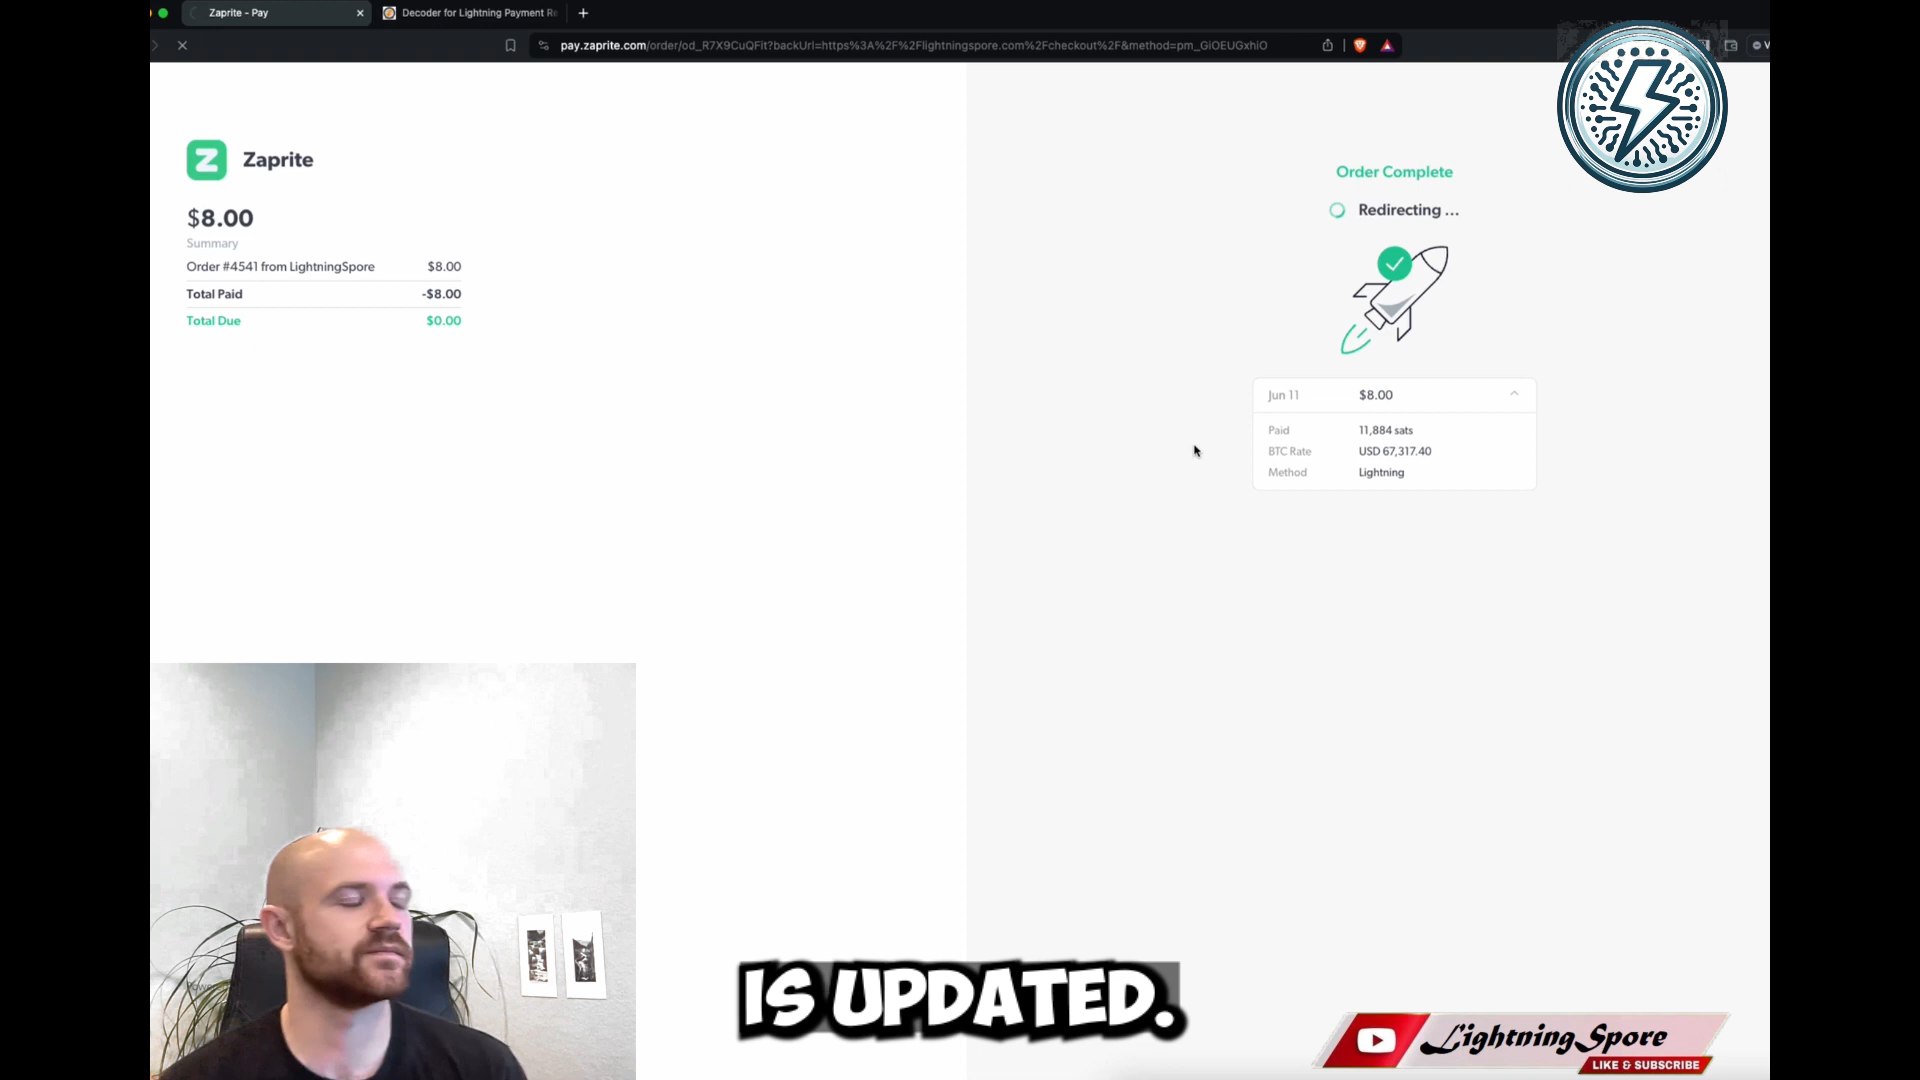 Zaprite - Pay
Decoder for Lightning Payment Re
pay.zaprite.com/order/od_R7X9CuQFit?backUrl=https%3A%2F%2Flightningspore.com%2Fcheckout%2F&method=pm_GiOEUGxhiO
Z Zaprite
$8.00
Summary
Order #4541 from LightningSpore $8.00
Total Paid -$8.00
Total Due $0.00
Order Complete
Redirecting ...
Jun 11 $8.00
Paid 11,884 sats
BTC Rate USD 67,317.40
Method Lightning
IS UPDATED.
LightningSpore
LIKE & SUBSCRIBE